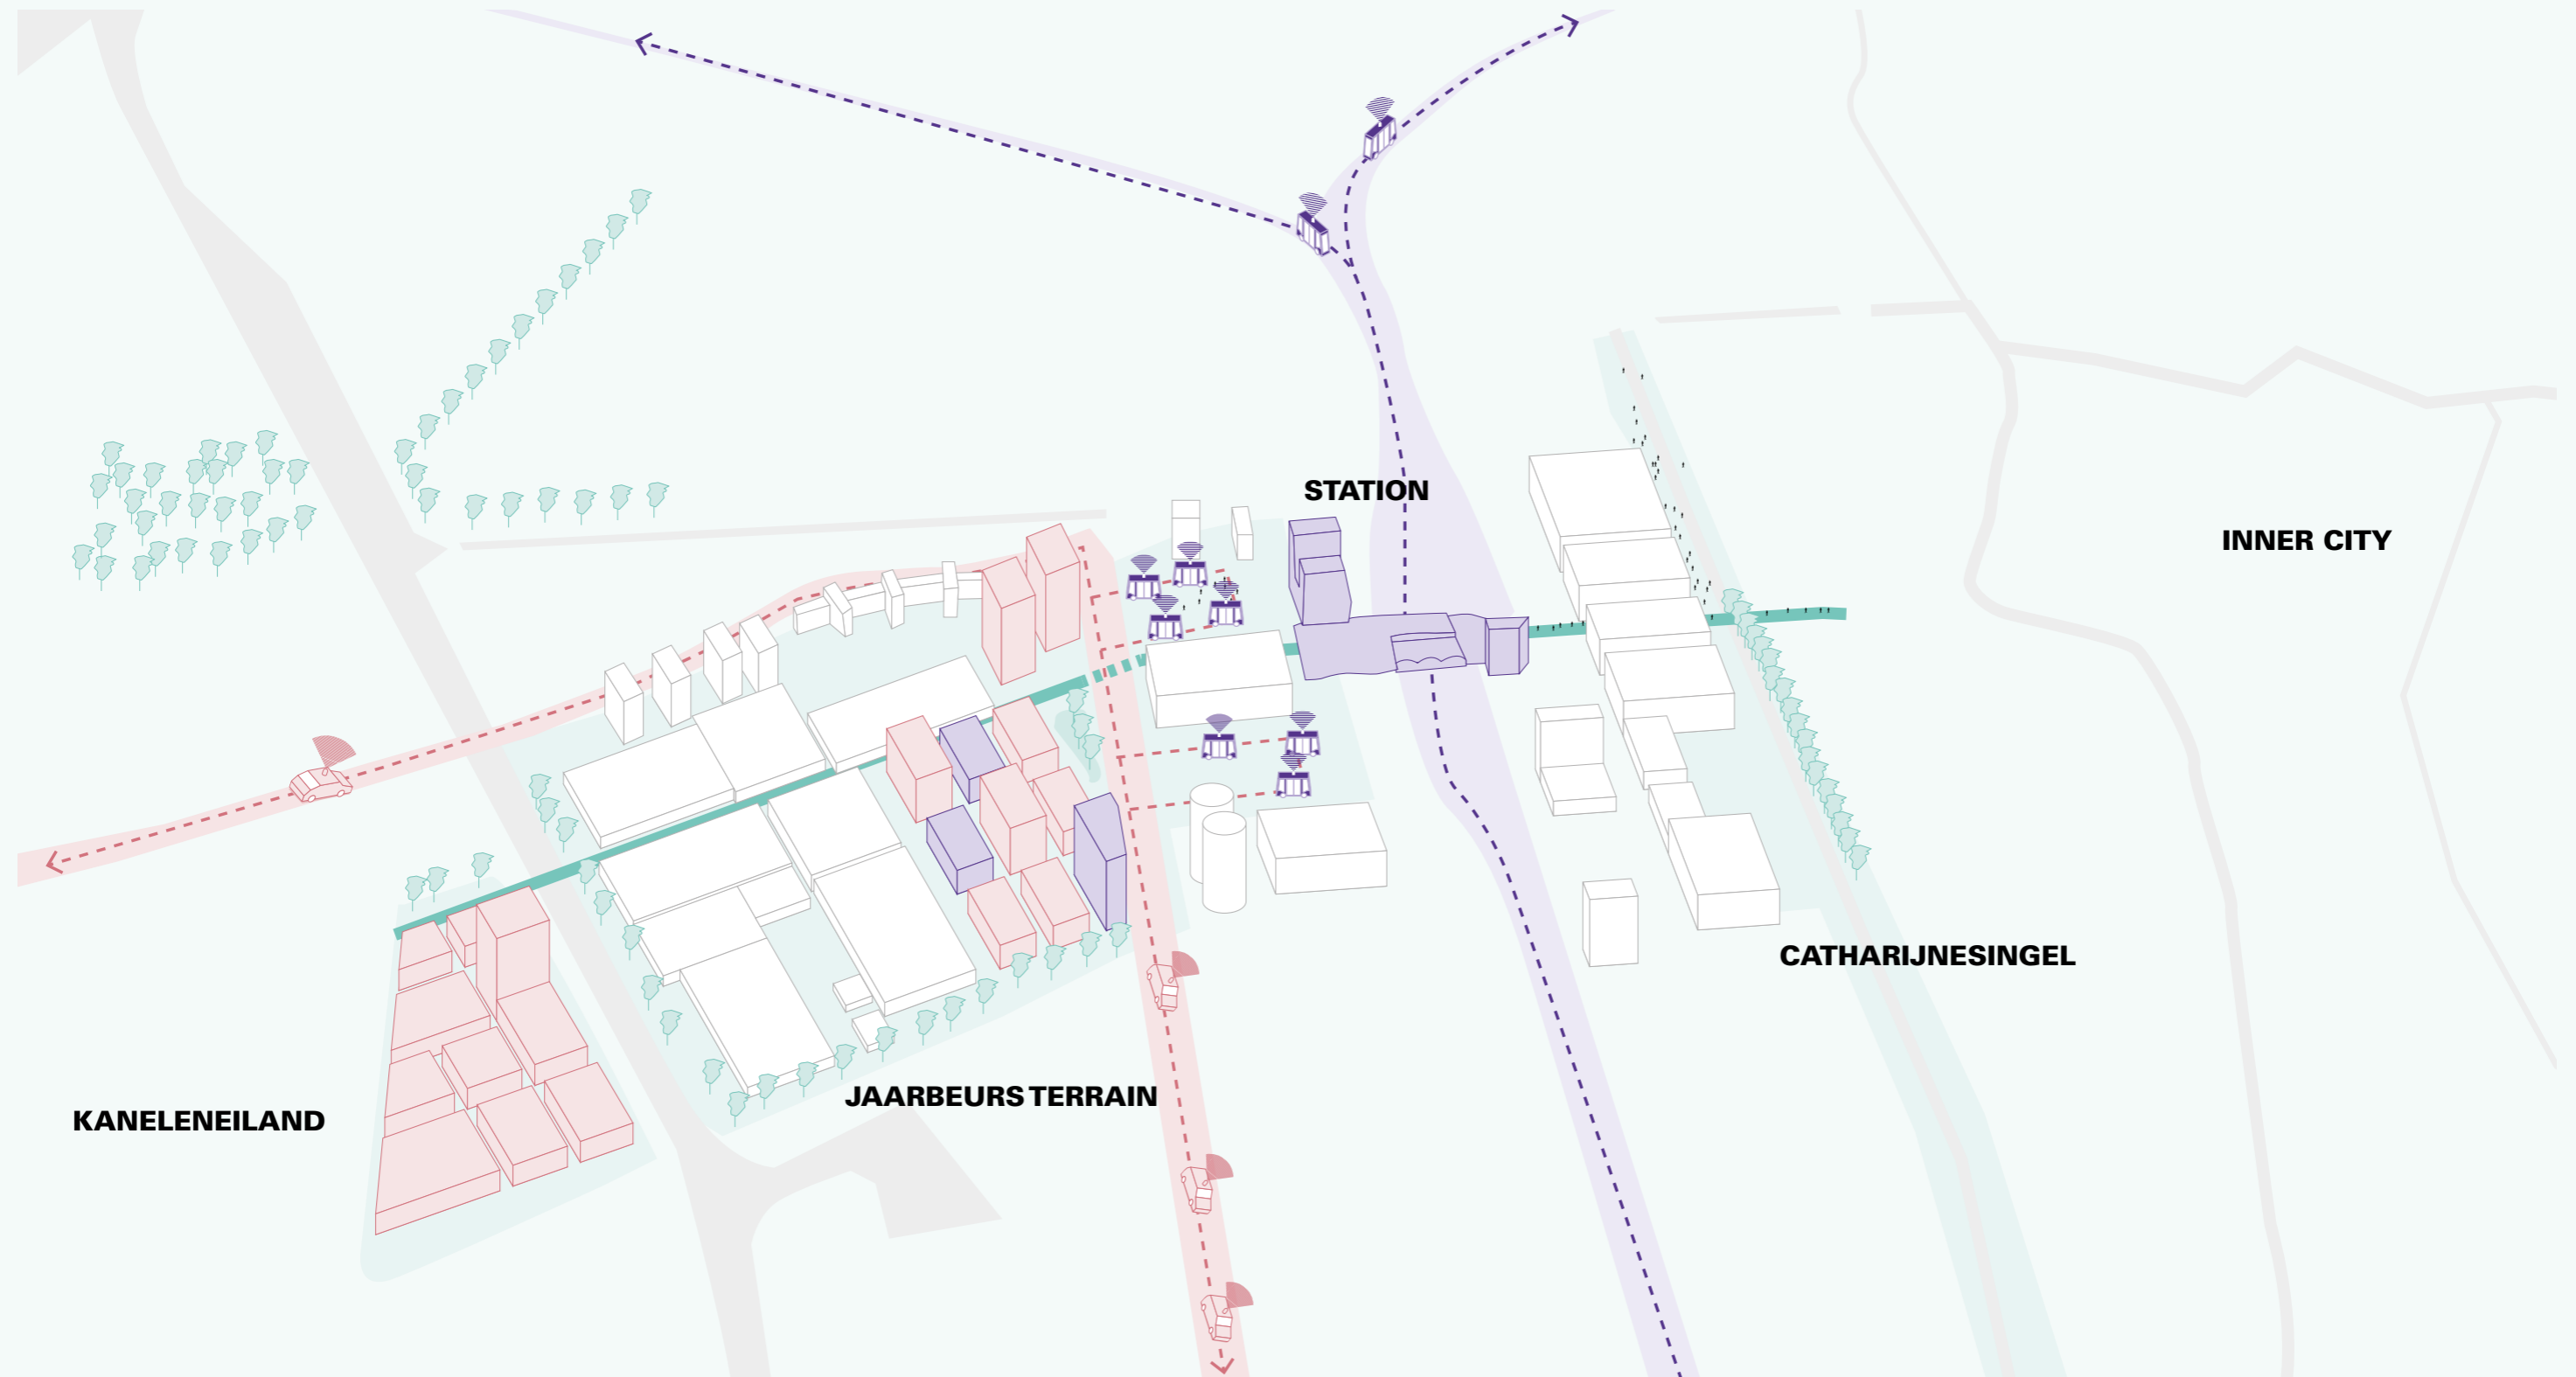 STATION
INNER CITY
CATHARIJNESINGEL
JAARBEURS TERRAIN
KANELENEILAND